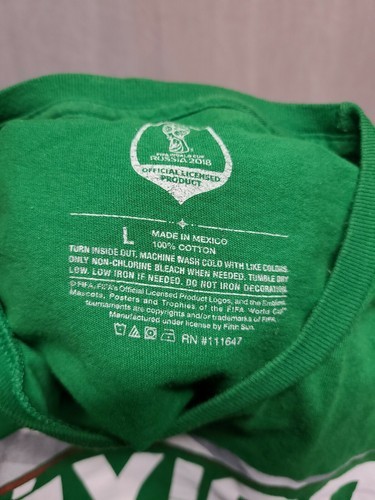 FIFA WORLD CUP
RUSSIA 2018
OFFICIAL LICENSED
PRODUCT
L
MADE IN MEXICO
100% COTTON
TURN INSIDE OUT. MACHINE WASH COLD WITH LIKE COLORS.
ONLY NON-CHLORINE BLEACH WHEN NEEDED. TUMBLE DRY
LOW. LOW IRON IF NEEDED. DO NOT IRON DECORATION.
© FIFA, FIFA's Official Licensed Product Logos, and the Emblems,
Mascots, Posters and Trophies of the FIFA World Cup
tournaments are copyrights and/or trademarks of FIFA.
Manufactured under license by Finn Sun.
RN #111647